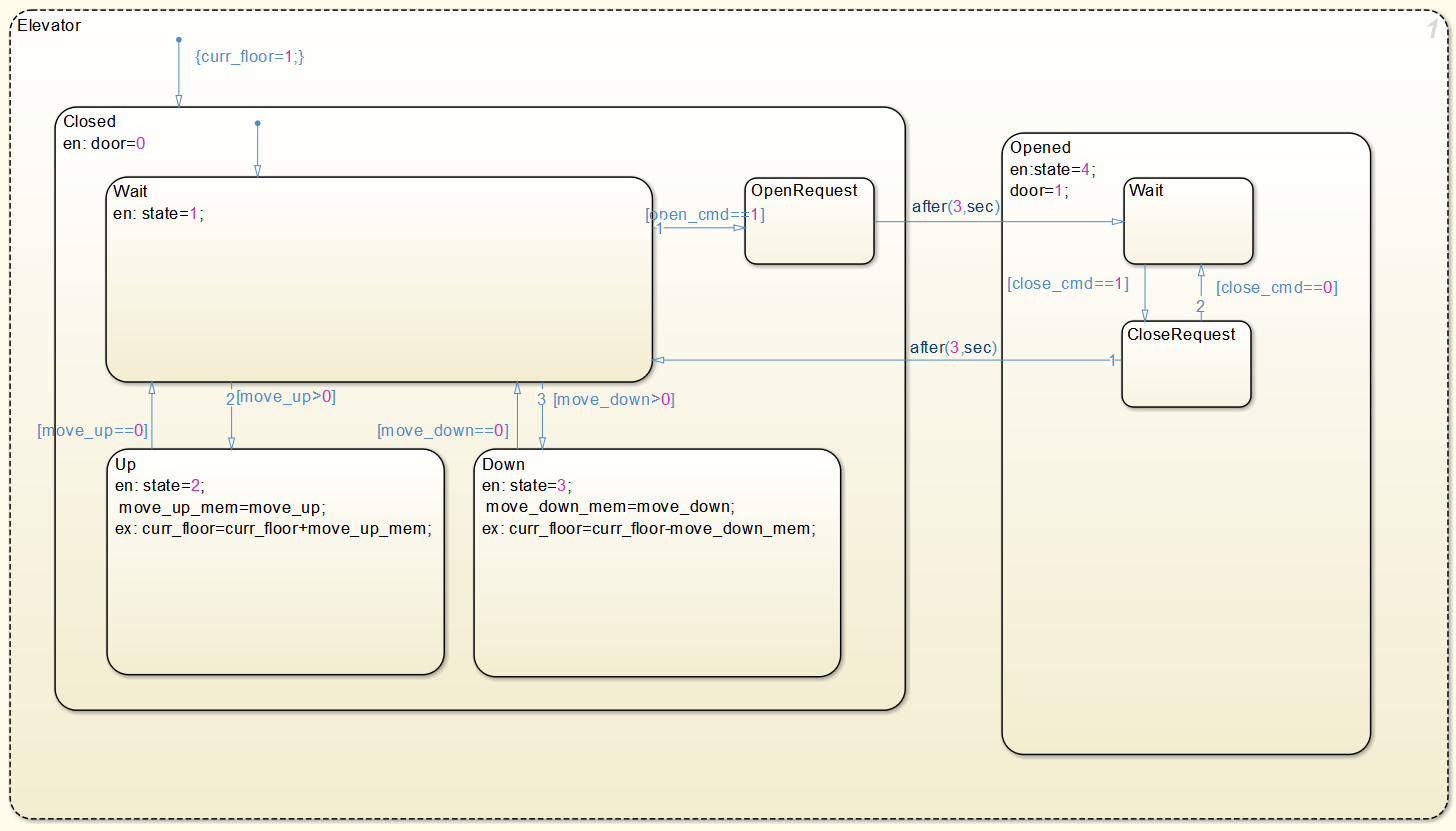 Elevator
1
{curr_floor=1;}
Closed
en: door=0
Wait
en: state=1;
[open_cmd==1]
1
OpenRequest
after(3,sec)
Opened
en:state=4;
door=1;
Wait
[close_cmd==1]
[close_cmd==0]
2
CloseRequest
after(3,sec)
1
[move_up==0]
2
[move_up>0]
[move_down==0]
3
[move_down>0]
Up
en: state=2;
move_up_mem=move_up;
ex: curr_floor=curr_floor+move_up_mem;
Down
en: state=3;
move_down_mem=move_down;
ex: curr_floor=curr_floor-move_down_mem;